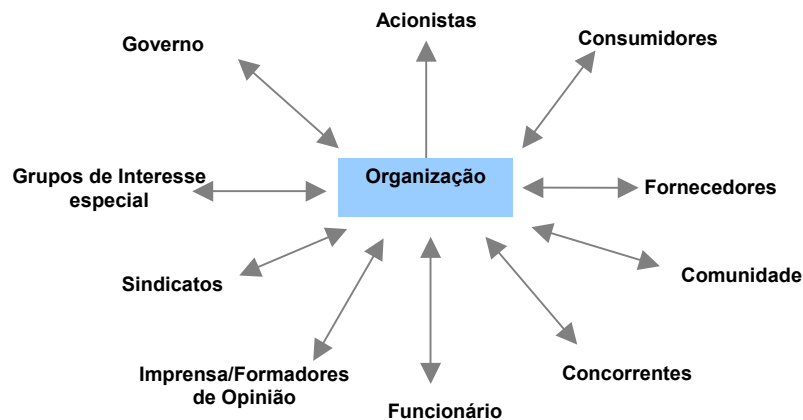 Acionistas
Governo
Consumidores
Grupos de Interesse
especial
Organização
Fornecedores
Sindicatos
Comunidade
Imprensa/Formadores
de Opinião
Concorrentes
Funcionário